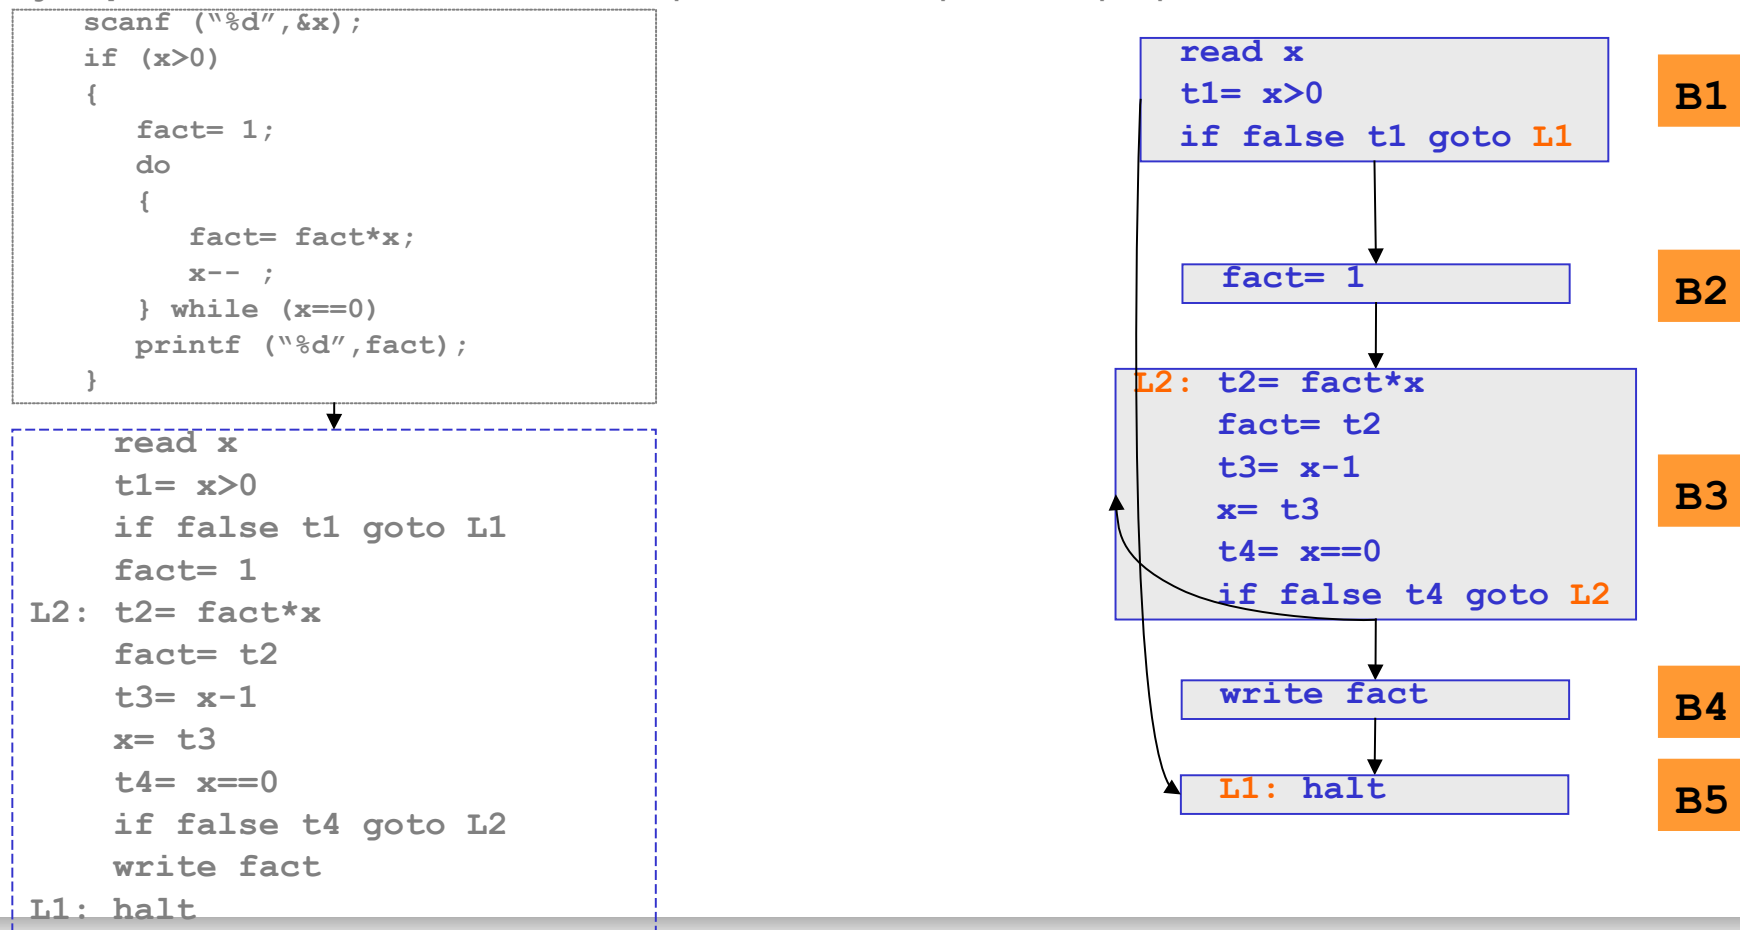 scanf (“%d”,&x);
if (x>0)
{
fact= 1;
do
{
fact= fact*x;
x-- ;
} while (x==0)
printf (“%d”,fact);
}
read x
t1= x>0
if false t1 goto L1
fact= 1
L2: t2= fact*x
fact= t2
t3= x-1
x= t3
t4= x==0
if false t4 goto L2
write fact
L1: halt
read x
t1= x>0
if false t1 goto L1
B1
fact= 1
B2
L2: t2= fact*x
fact= t2
t3= x-1
x= t3
t4= x==0
if false t4 goto L2
B3
write fact
B4
L1: halt
B5